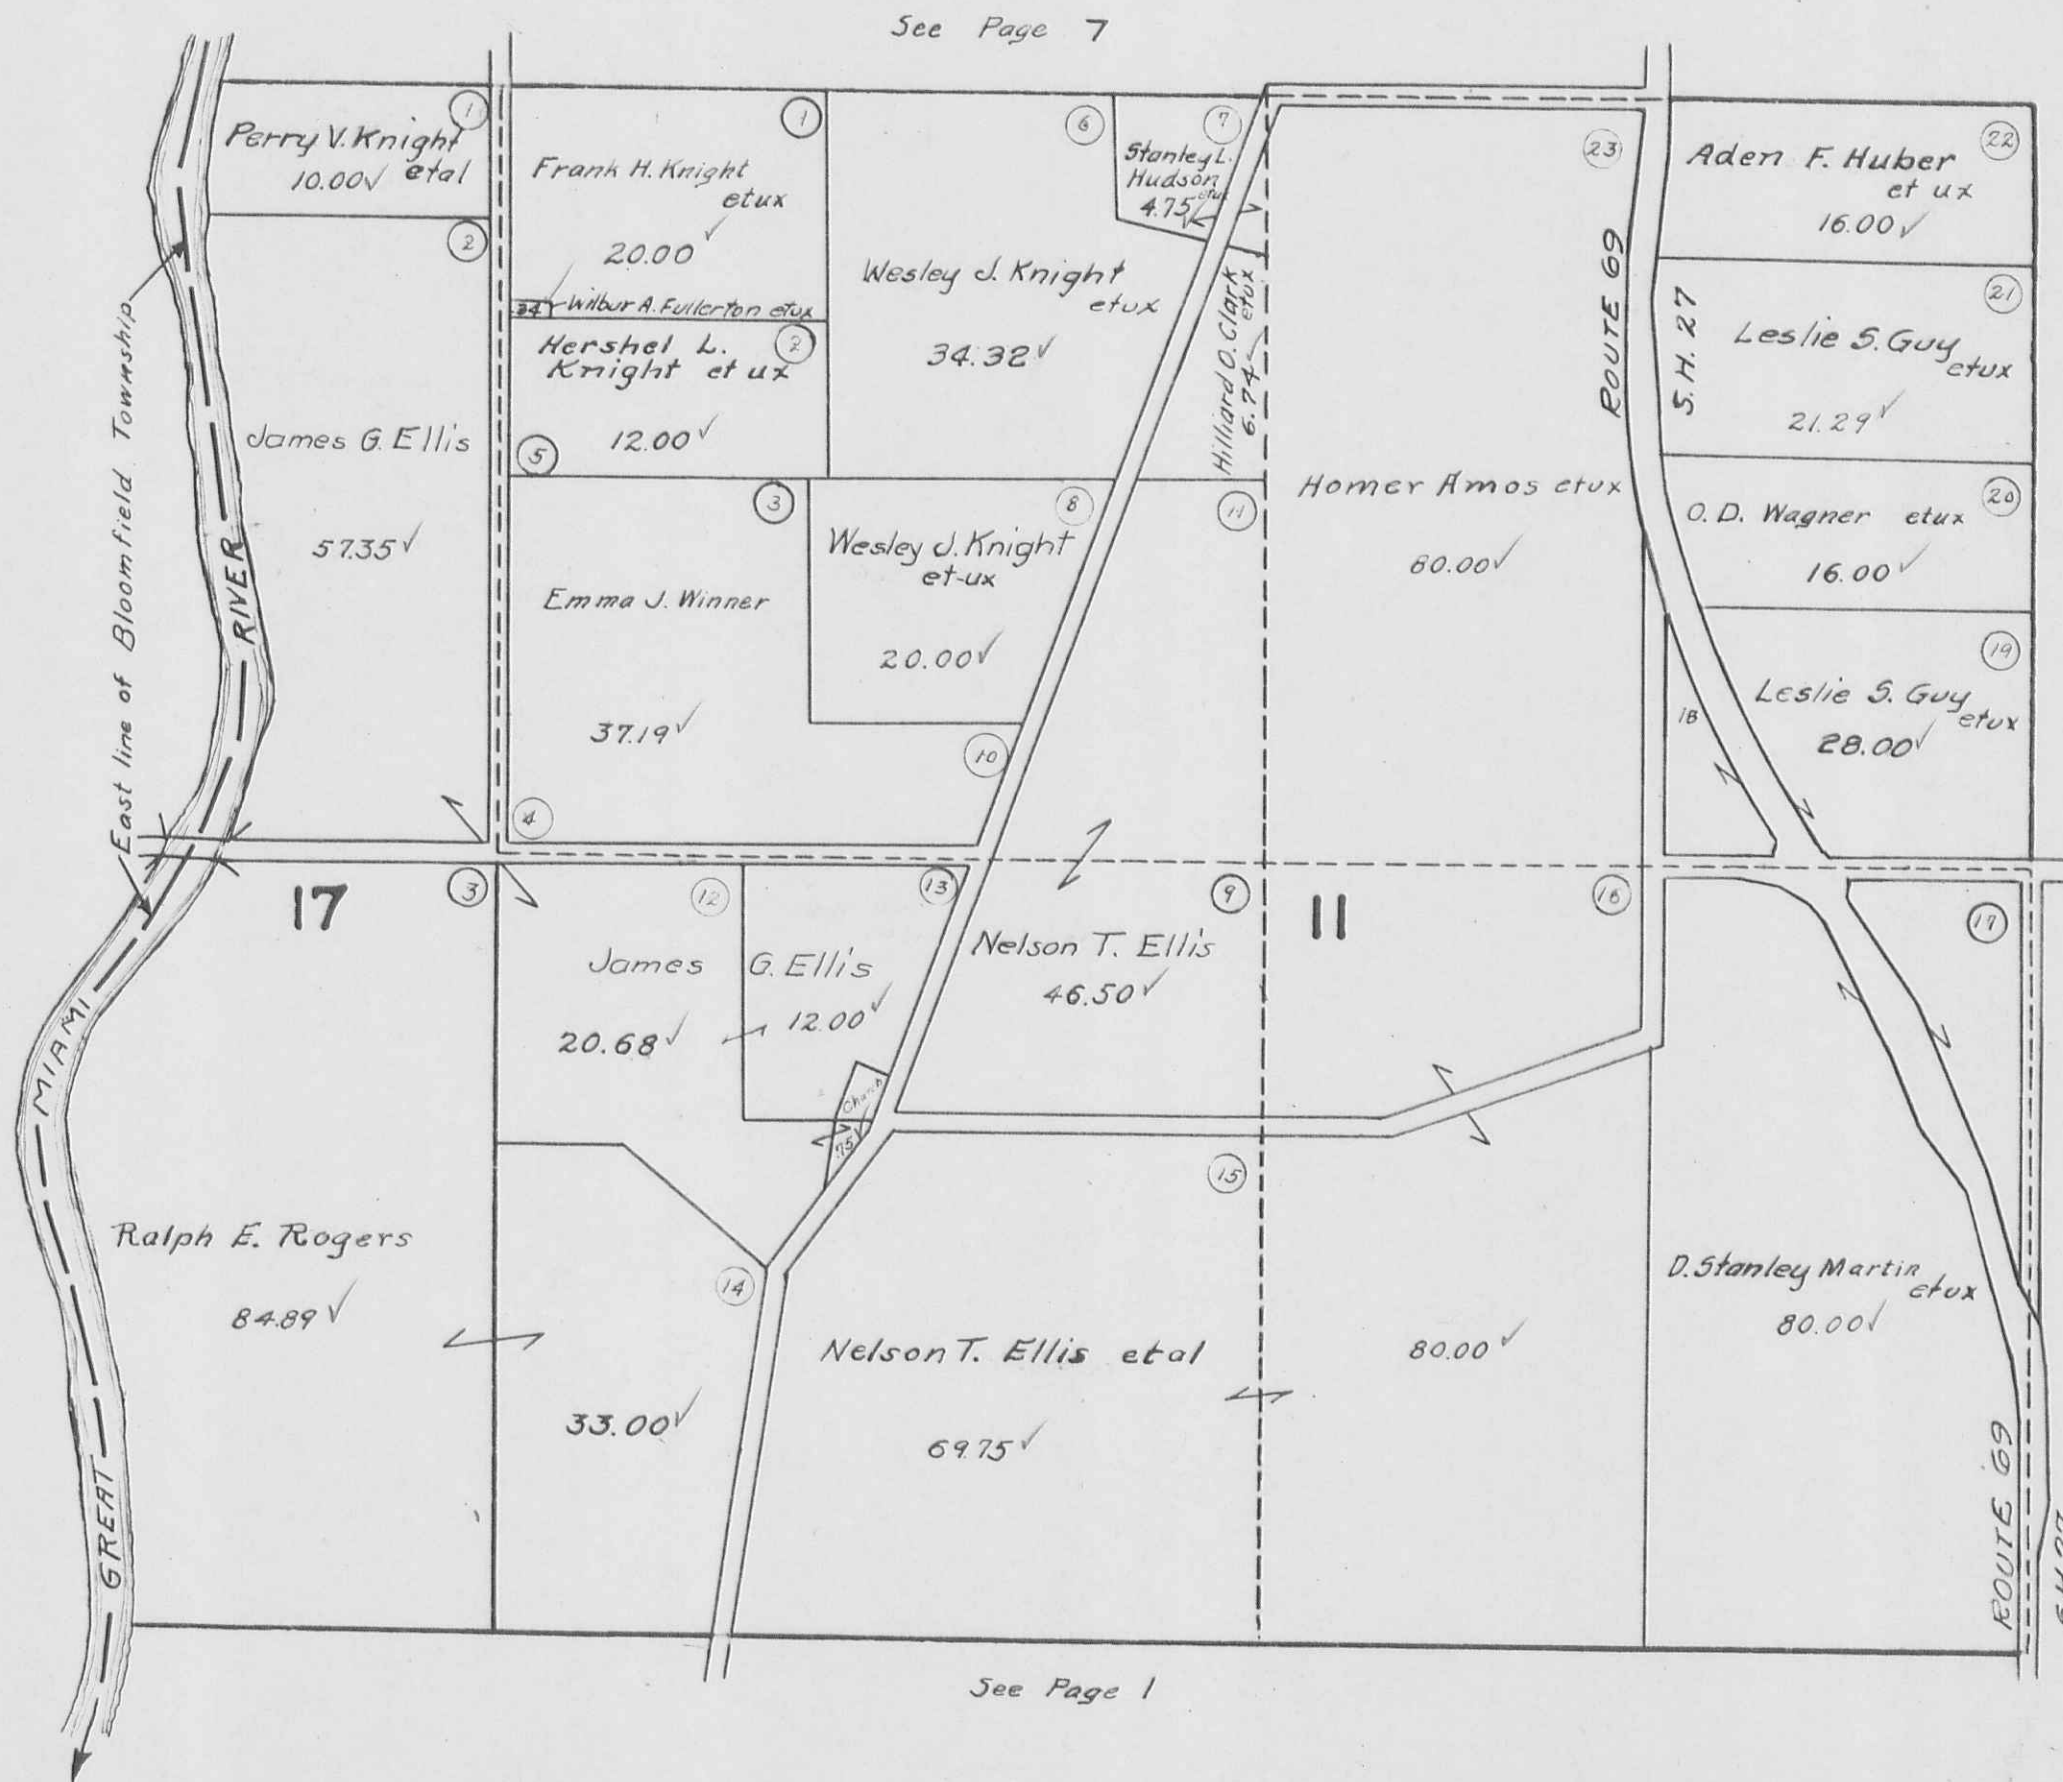 See Page 7
1
Perry V. Knight
etal
10.00✓
2
James G. Ellis
57.35✓
East line of Bloomfield Township
RIVER
MIAMI
GREAT
1
Frank H. Knight
etux
20.00✓
.34
Wilbur A. Fullerton etux
2
Hershel L.
Knight et ux
12.00✓
5
6
Wesley J. Knight
etux
34.32✓
7
Stanley L.
Hudson
etux
4.75✓
Hilliard O. Clark
etux
6.74
3
Emma J. Winner
37.19✓
4
8
Wesley J. Knight
et-ux
20.00✓
10
11
23
Homer Amos etux
80.00✓
ROUTE 69
S.H. 27
22
Aden F. Huber
et ux
16.00✓
21
Leslie S. Guy
etux
21.29✓
20
O. D. Wagner etux
16.00✓
19
Leslie S. Guy
etux
28.00✓
18
17
3
Ralph E. Rogers
84.89✓
12
13
James G. Ellis
20.68✓
12.00✓
Church
.75✓
9
Nelson T. Ellis
46.50✓
11
16
17
14
33.00✓
15
Nelson T. Ellis etal
69.75✓
80.00✓
D. Stanley Martin
etux
80.00✓
ROUTE 69
See Page 1